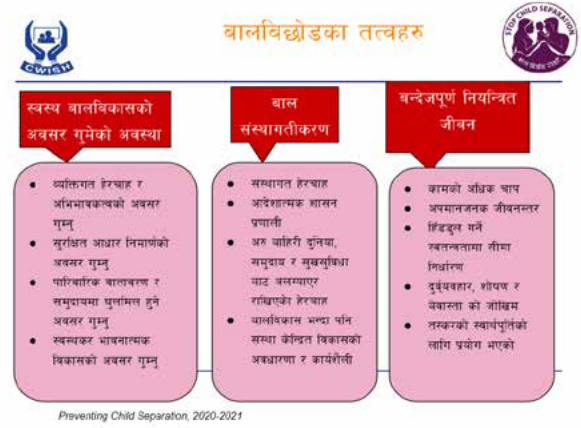 बालविछोडका तत्वहरु
CWISH
STOP CHILD SEPARATION
स्वस्थ बालविकासको
अवसर गुमेको अवस्था
व्यक्तिगत हेरचाह र
अभिभावकत्वको अवसर
गुम्नु
सुरक्षित आधार निमार्णको
अवसर गुम्नु
पारिवारिक वातावरण र
समुदायमा घुलमिल हुने
अवसर गुम्नु
स्वस्थकर भावनात्मक
विकासको अवसर गुम्नु
बाल
संस्थागतीकरण
संस्थागत हेरचाह
आदेशात्मक शासन
प्रणाली
अरु बाहिरी दुनिया,
समुदाय र सुखसुविधा
बाट अलग्याएर
राखिएको हेरचाह
बालविकास भन्दा पनि
संस्था केन्द्रित विकासको
अवधारणा र कार्यशैली
बन्देजपूर्ण नियन्त्रित
जीवन
कामको अधिक चाप
अपमानजनक जीवनस्तर
हिंडडुल गर्ने
स्वतन्त्रतामा सीमा
निर्धारण
दुर्व्यवहार, शोषण र
वेवास्ता को जोखिम
तस्करको स्वार्थपूर्तिको
लागि प्रयोग भएको
Preventing Child Separation, 2020-2021